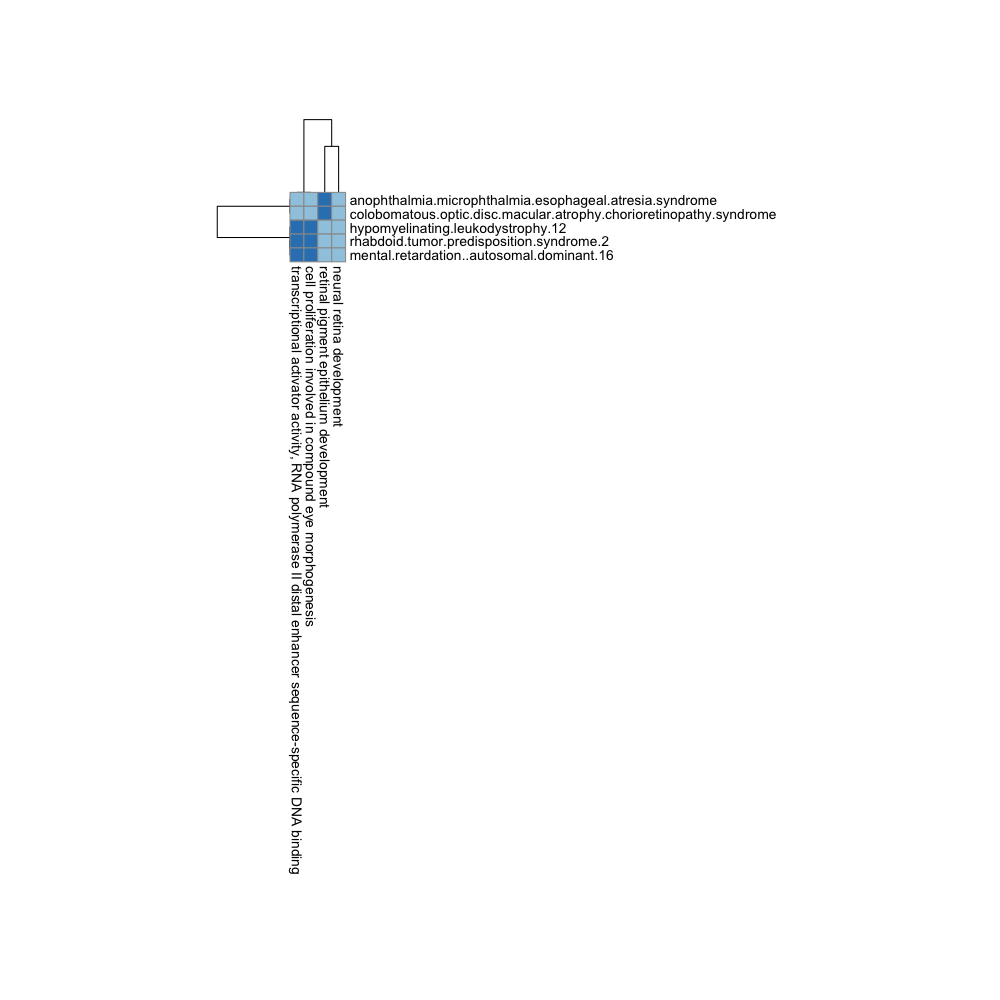 anophthalmia.microphthalmia.esophageal.atresia.syndrome
colobomatous.optic.disc.macular.atrophy.chorioretinopathy.syndrome
hypomyelinating.leukodystrophy.12
rhabdoid.tumor.predisposition.syndrome.2
mental.retardation..autosomal.dominant.16
transcriptional activator activity, RNA polymerase II distal enhancer sequence-specific DNA binding
cell proliferation involved in compound eye morphogenesis
retinal pigment epithelium development
neural retina development